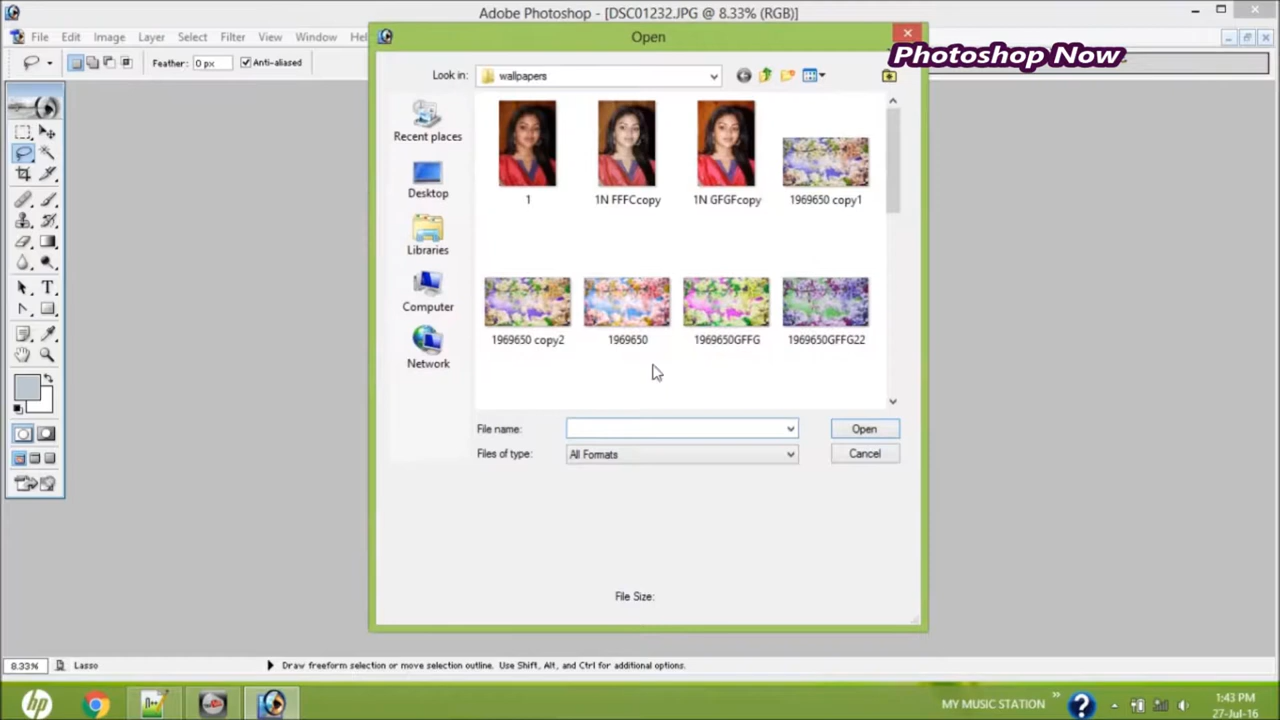 Adobe Photoshop - [DSC01232.JPG @ 8.33% (RGB)]
File Edit Image Layer Select Filter View Window Hel
Open
Photoshop Now
Feather: 0 px Anti-aliased
Look in: wallpapers
Recent places
Desktop
Libraries
Computer
Network
1 1N FFFCcopy 1N GFGFcopy 1969650 copy1
1969650 copy2 1969650 1969650GFFG 1969650GFFG22
File name: Open
Files of type: All Formats Cancel
File Size:
8.33% Lasso Draw freeform selection or move selection outline. Use Shift, Alt, and Ctrl for additional options.
hp MY MUSIC STATION 1:43 PM
27-Jul-16